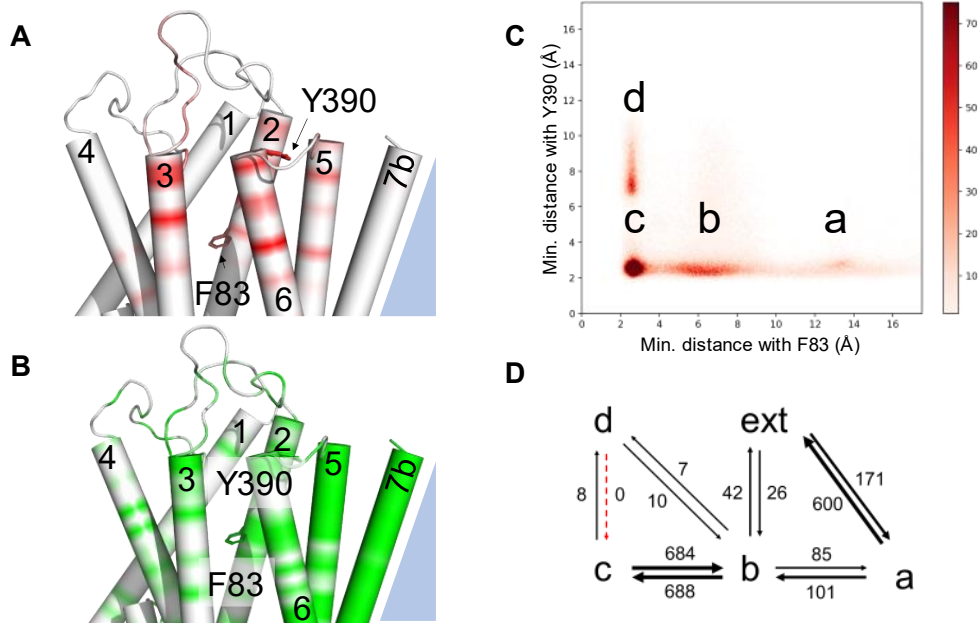 A
1
2
Y390
3
4
5
7b
F83
6
B
1
2
3
4
5
7b
Y390
F83
6
C
Min. distance with Y390 (Å)
16
14
12
10
8
6
4
2
0
d
c
b
a
0 2 4 6 8 10 12 14 16
Min. distance with F83 (Å)
70
60
50
40
30
20
10
D
d
ext
8
0
7
10
42
26
171
600
c
684
688
b
85
101
a